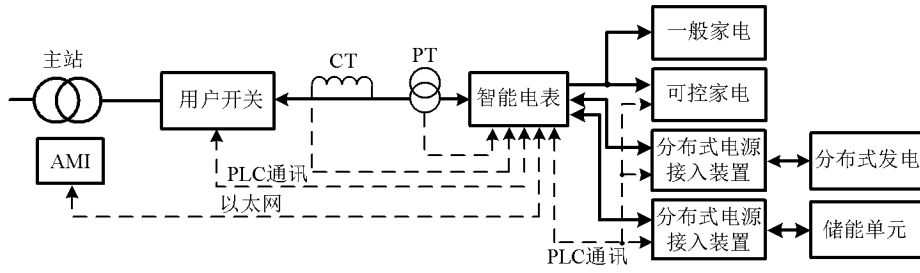 主站
CT
PT
一般家电
用户开关
智能电表
可控家电
AMI
PLC通讯
以太网
分布式电源
接入装置
分布式发电
分布式电源
接入装置
储能单元
PLC通讯